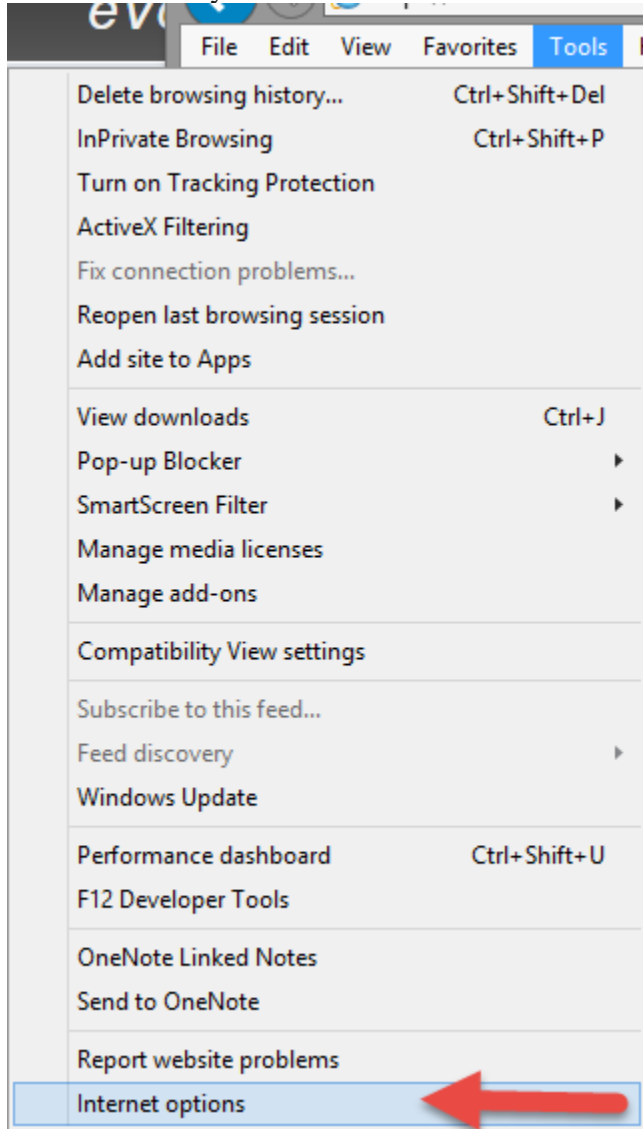 File Edit View Favorites Tools
Delete browsing history... Ctrl+Shift+Del
InPrivate Browsing Ctrl+Shift+P
Turn on Tracking Protection
ActiveX Filtering
Fix connection problems...
Reopen last browsing session
Add site to Apps
View downloads Ctrl+J
Pop-up Blocker
SmartScreen Filter
Manage media licenses
Manage add-ons
Compatibility View settings
Subscribe to this feed...
Feed discovery
Windows Update
Performance dashboard Ctrl+Shift+U
F12 Developer Tools
OneNote Linked Notes
Send to OneNote
Report website problems
Internet options